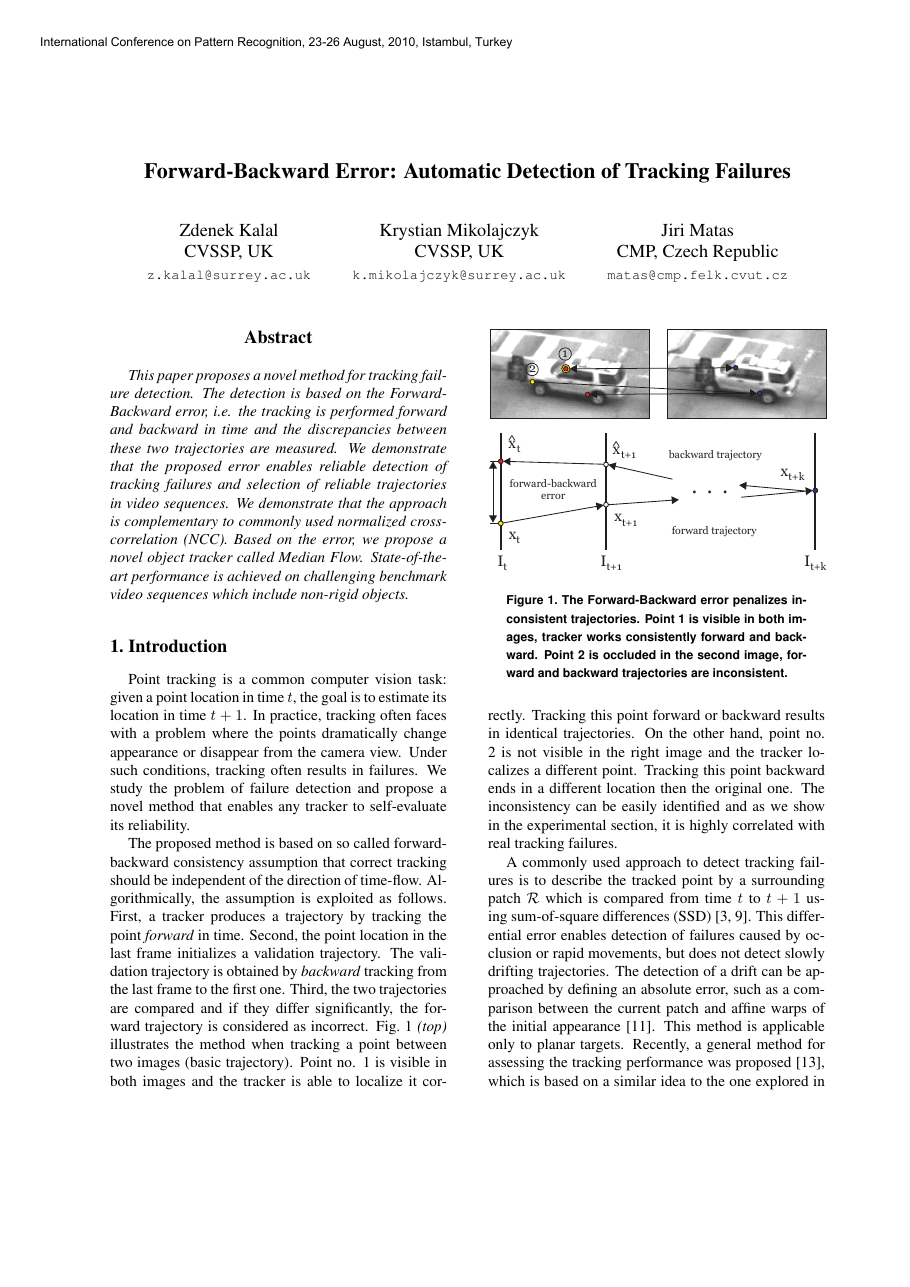 International Conference on Pattern Recognition, 23-26 August, 2010, Istambul, Turkey
Forward-Backward Error: Automatic Detection of Tracking Failures
Zdenek Kalal
CVSSP, UK
z.kalal@surrey.ac.uk
Krystian Mikolajczyk
CVSSP, UK
k.mikolajczyk@surrey.ac.uk
Jiri Matas
CMP, Czech Republic
matas@cmp.felk.cvut.cz
Abstract
This paper proposes a novel method for tracking fail-
ure detection. The detection is based on the Forward-
Backward error, i.e. the tracking is performed forward
and backward in time and the discrepancies between
these two trajectories are measured. We demonstrate
that the proposed error enables reliable detection of
tracking failures and selection of reliable trajectories
in video sequences. We demonstrate that the approach
is complementary to commonly used normalized cross-
correlation (NCC). Based on the error, we propose a
novel object tracker called Median Flow. State-of-the-
art performance is achieved on challenging benchmark
video sequences which include non-rigid objects.
1. Introduction
Point tracking is a common computer vision task:
given a point location in time t, the goal is to estimate its
location in time t + 1. In practice, tracking often faces
with a problem where the points dramatically change
appearance or disappear from the camera view. Under
such conditions, tracking often results in failures. We
study the problem of failure detection and propose a
novel method that enables any tracker to self-evaluate
its reliability.
The proposed method is based on so called forward-
backward consistency assumption that correct tracking
should be independent of the direction of time-flow. Al-
gorithmically, the assumption is exploited as follows.
First, a tracker produces a trajectory by tracking the
point forward in time. Second, the point location in the
last frame initializes a validation trajectory. The vali-
dation trajectory is obtained by backward tracking from
the last frame to the first one. Third, the two trajectories
are compared and if they differ significantly, the for-
ward trajectory is considered as incorrect. Fig. 1 (top)
illustrates the method when tracking a point between
two images (basic trajectory). Point no. 1 is visible in
both images and the tracker is able to localize it cor-
1
2
x̂t
x̂t+1
backward trajectory
xt+k
forward-backward
error
. . .
xt+1
xt
forward trajectory
It
It+1
It+k
Figure 1. The Forward-Backward error penalizes in-
consistent trajectories. Point 1 is visible in both im-
ages, tracker works consistently forward and back-
ward. Point 2 is occluded in the second image, for-
ward and backward trajectories are inconsistent.
rectly. Tracking this point forward or backward results
in identical trajectories. On the other hand, point no.
2 is not visible in the right image and the tracker lo-
calizes a different point. Tracking this point backward
ends in a different location then the original one. The
inconsistency can be easily identified and as we show
in the experimental section, it is highly correlated with
real tracking failures.
A commonly used approach to detect tracking fail-
ures is to describe the tracked point by a surrounding
patch R which is compared from time t to t + 1 us-
ing sum-of-square differences (SSD) [3, 9]. This differ-
ential error enables detection of failures caused by oc-
clusion or rapid movements, but does not detect slowly
drifting trajectories. The detection of a drift can be ap-
proached by defining an absolute error, such as a com-
parison between the current patch and affine warps of
the initial appearance [11]. This method is applicable
only to planar targets. Recently, a general method for
assessing the tracking performance was proposed [13],
which is based on a similar idea to the one explored in